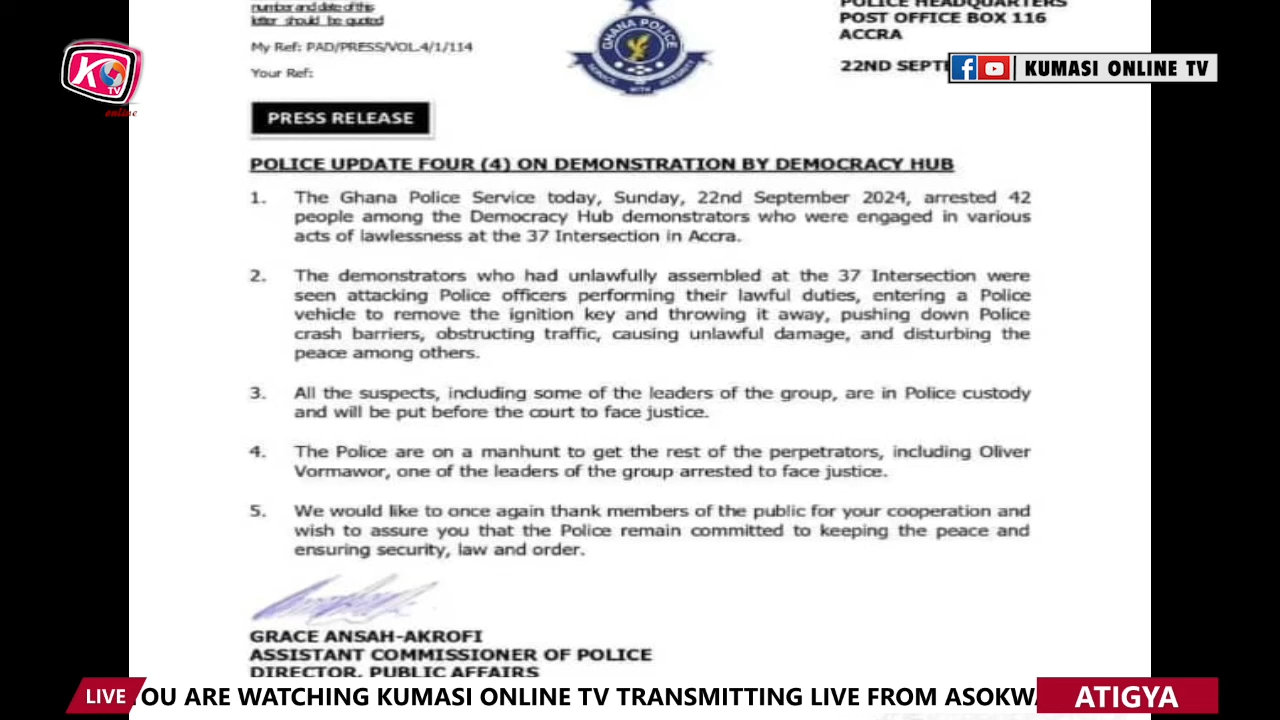 number and date of this
letter should be quoted
My Ref: PAD/PRESS/VOL.4/1/114
Your Ref:
GHANA POLICE
SERVICE WITH INTEGRITY
POLICE HEADQUARTERS
POST OFFICE BOX 116
ACCRA
22ND SEPT
K TV
online
KUMASI ONLINE TV
PRESS RELEASE
POLICE UPDATE FOUR (4) ON DEMONSTRATION BY DEMOCRACY HUB
1. The Ghana Police Service today, Sunday, 22nd September 2024, arrested 42
people among the Democracy Hub demonstrators who were engaged in various
acts of lawlessness at the 37 Intersection in Accra.
2. The demonstrators who had unlawfully assembled at the 37 Intersection were
seen attacking Police officers performing their lawful duties, entering a Police
vehicle to remove the ignition key and throwing it away, pushing down Police
crash barriers, obstructing traffic, causing unlawful damage, and disturbing the
peace among others.
3. All the suspects, including some of the leaders of the group, are in Police custody
and will be put before the court to face justice.
4. The Police are on a manhunt to get the rest of the perpetrators, including Oliver
Vormawor, one of the leaders of the group arrested to face justice.
5. We would like to once again thank members of the public for your cooperation and
wish to assure you that the Police remain committed to keeping the peace and
ensuring security, law and order.
GRACE ANSAH-AKROFI
ASSISTANT COMMISSIONER OF POLICE
DIRECTOR, PUBLIC AFFAIRS
LIVE
YOU ARE WATCHING KUMASI ONLINE TV TRANSMITTING LIVE FROM ASOKWA
ATIGYA